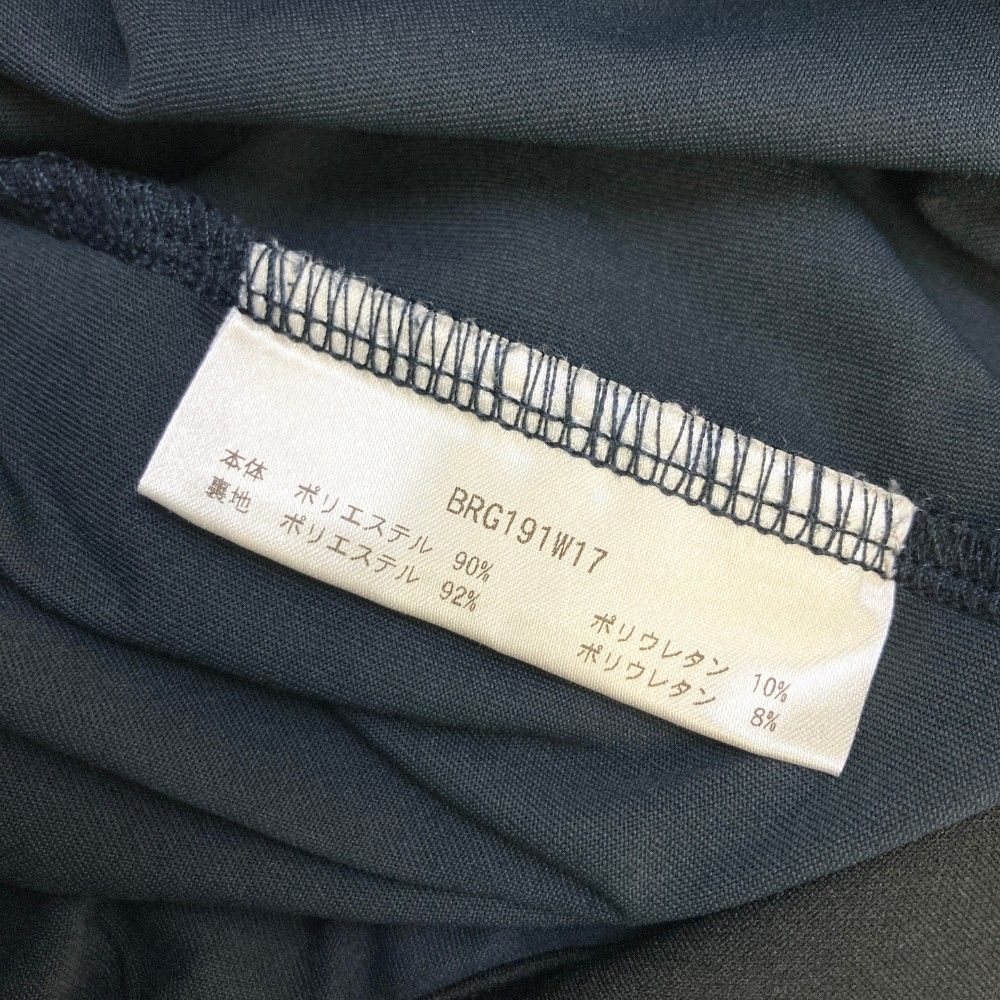 BRG191W17
本体 ポリエステル 90% ポリウレタン 10%
裏地 ポリエステル 92% ポリウレタン 8%